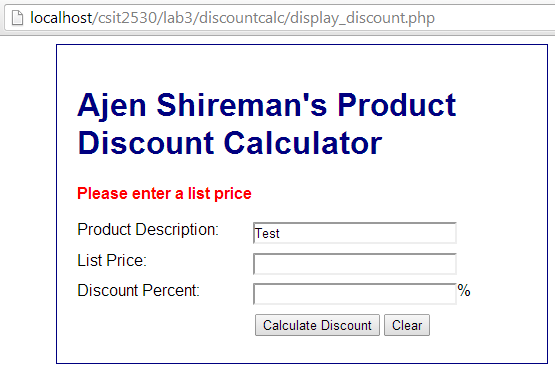 localhost/csit2530/lab3/discountcalc/display_discount.php
Ajen Shireman's Product
Discount Calculator
Please enter a list price
Product Description: Test
List Price:
Discount Percent: %
Calculate Discount Clear